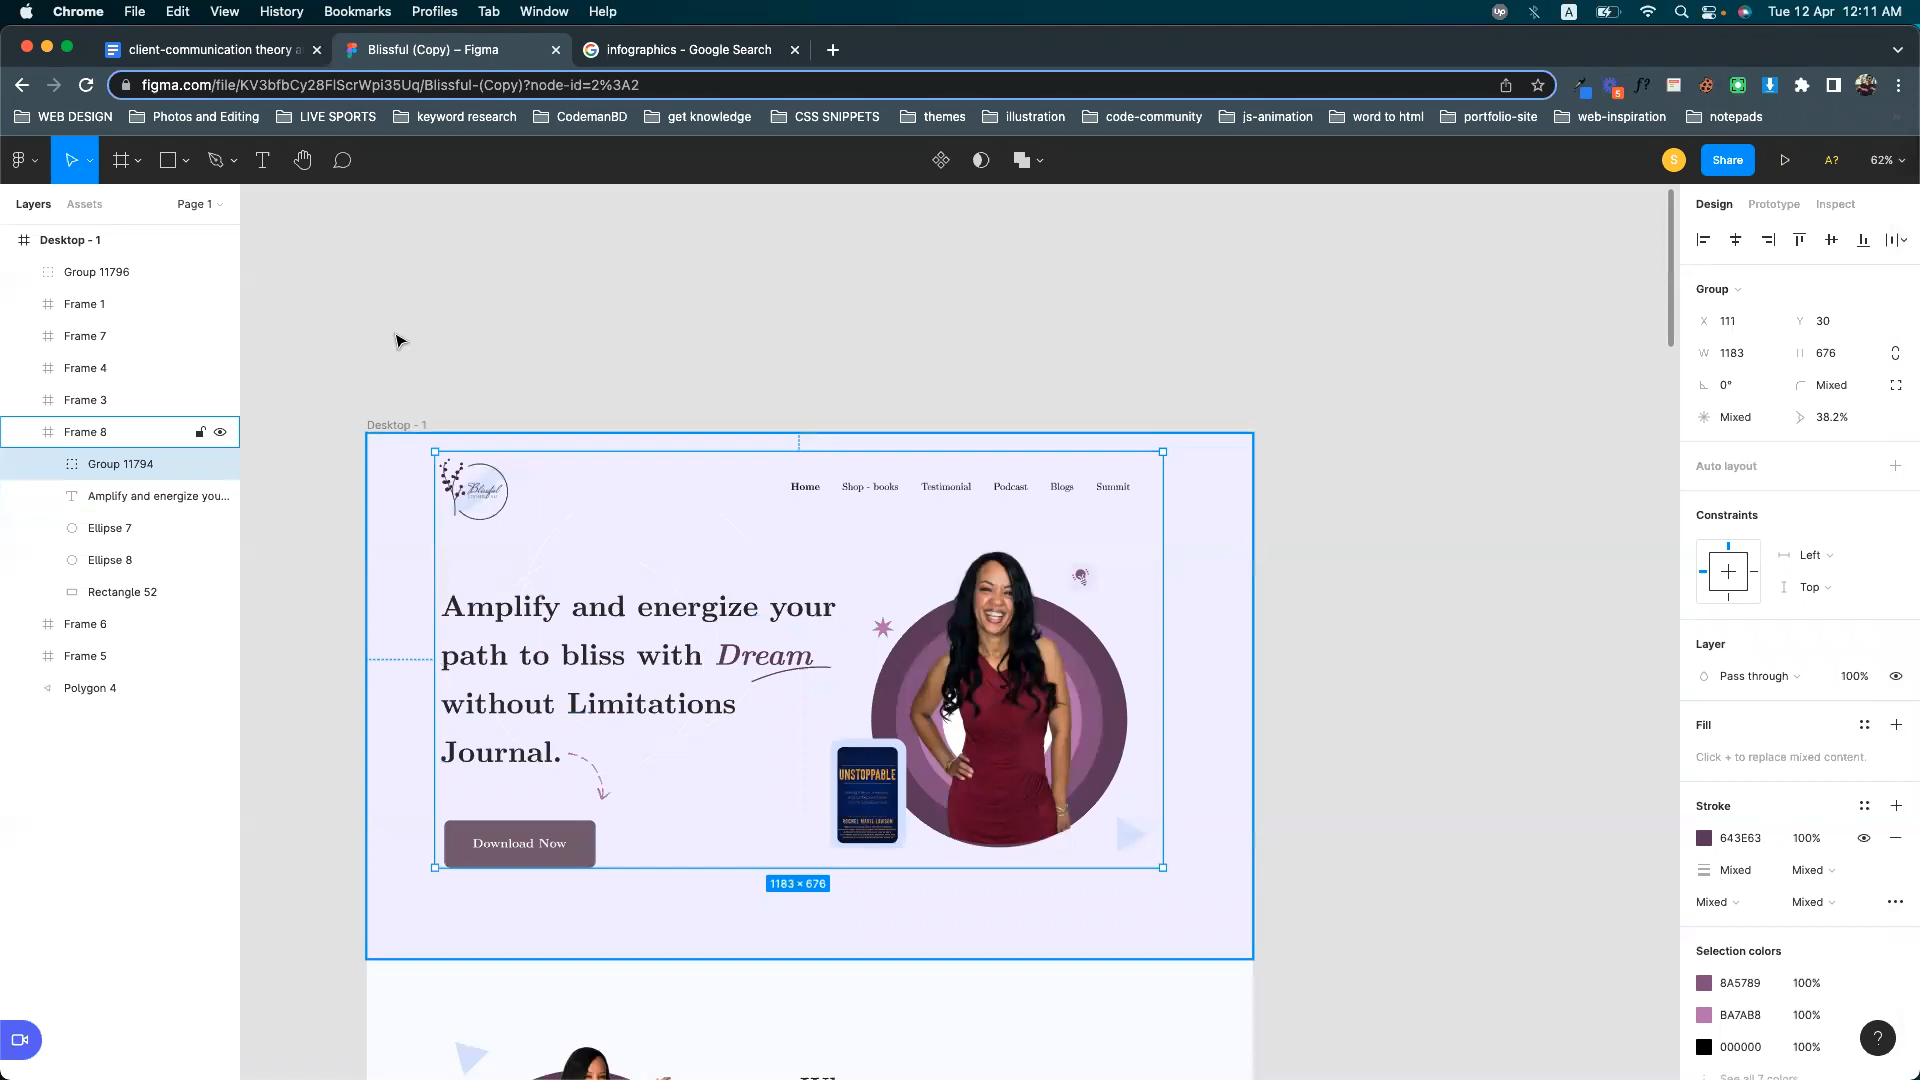 Chrome File Edit View History Bookmarks Profiles Tab Window Help
Up A Tue 12 Apr 12:11 AM
client-communication theory a
Blissful (Copy) – Figma
infographics - Google Search
figma.com/file/KV3bfbCy28FlScrWpi35Uq/Blissful-(Copy)?node-id=2%3A2
f? 5
WEB DESIGN Photos and Editing LIVE SPORTS keyword research CodemanBD get knowledge CSS SNIPPETS themes illustration code-community js-animation word to html portfolio-site web-inspiration notepads
S Share A? 62%
Layers Assets Page 1
Desktop - 1
Group 11796
Frame 1
Frame 7
Frame 4
Frame 3
Frame 8
Group 11794
Amplify and energize you...
Ellipse 7
Ellipse 8
Rectangle 52
Frame 6
Frame 5
Polygon 4
Desktop - 1
Blissful
Home Shop - books Testimonial Podcast Blogs Summit
Amplify and energize your
path to bliss with Dream
without Limitations
Journal.
UNSTOPPABLE
Download Now
1183 × 676
Design Prototype Inspect
Group
X 111 Y 30
W 1183 H 676
0° Mixed
Mixed 38.2%
Auto layout
Constraints
Left
Top
Layer
Pass through 100%
Fill
Click + to replace mixed content.
Stroke
643E63 100%
Mixed Mixed
Mixed Mixed
Selection colors
8A5789 100%
BA7AB8 100%
000000 100%
See all 7 colors
?